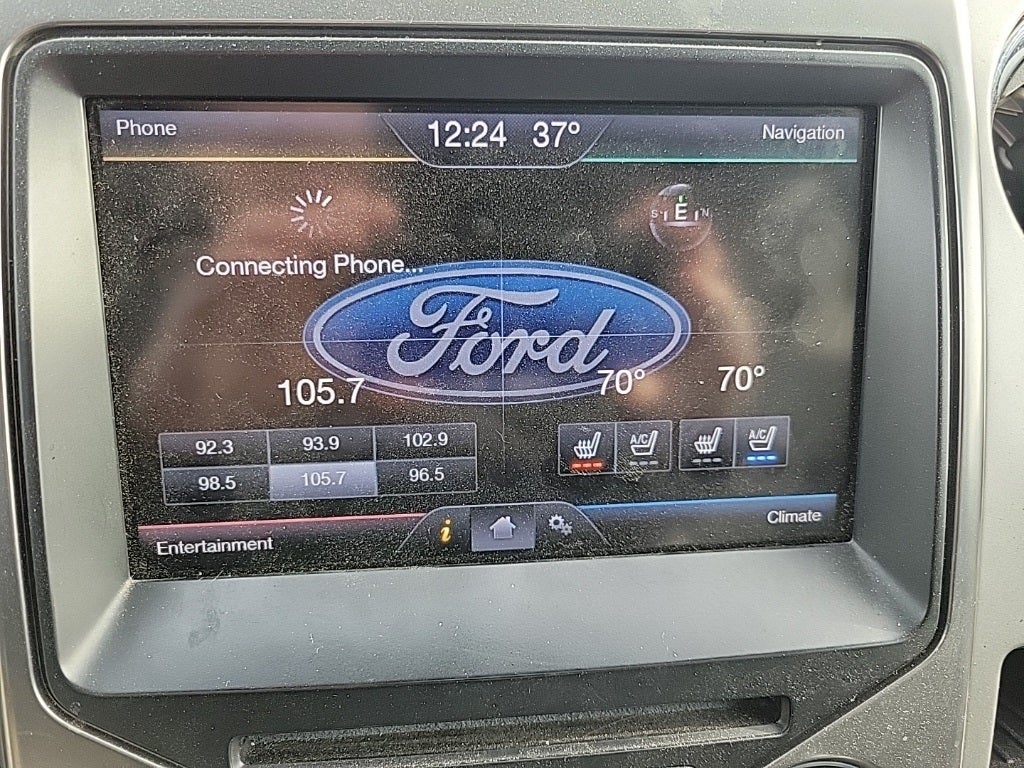 Phone
12:24 37°
Navigation
S E N
Connecting Phone...
Ford
105.7
70° 70°
92.3 93.9 102.9
98.5 105.7 96.5
A/C A/C
Entertainment
i
Climate